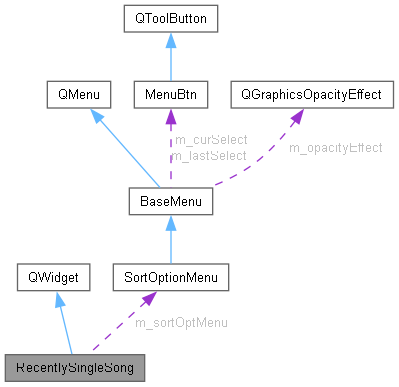 QToolButton
QMenu
MenuBtn
QGraphicsOpacityEffect
m_curSelect
m_lastSelect
m_opacityEffect
BaseMenu
QWidget
SortOptionMenu
m_sortOptMenu
RecentlySingleSong